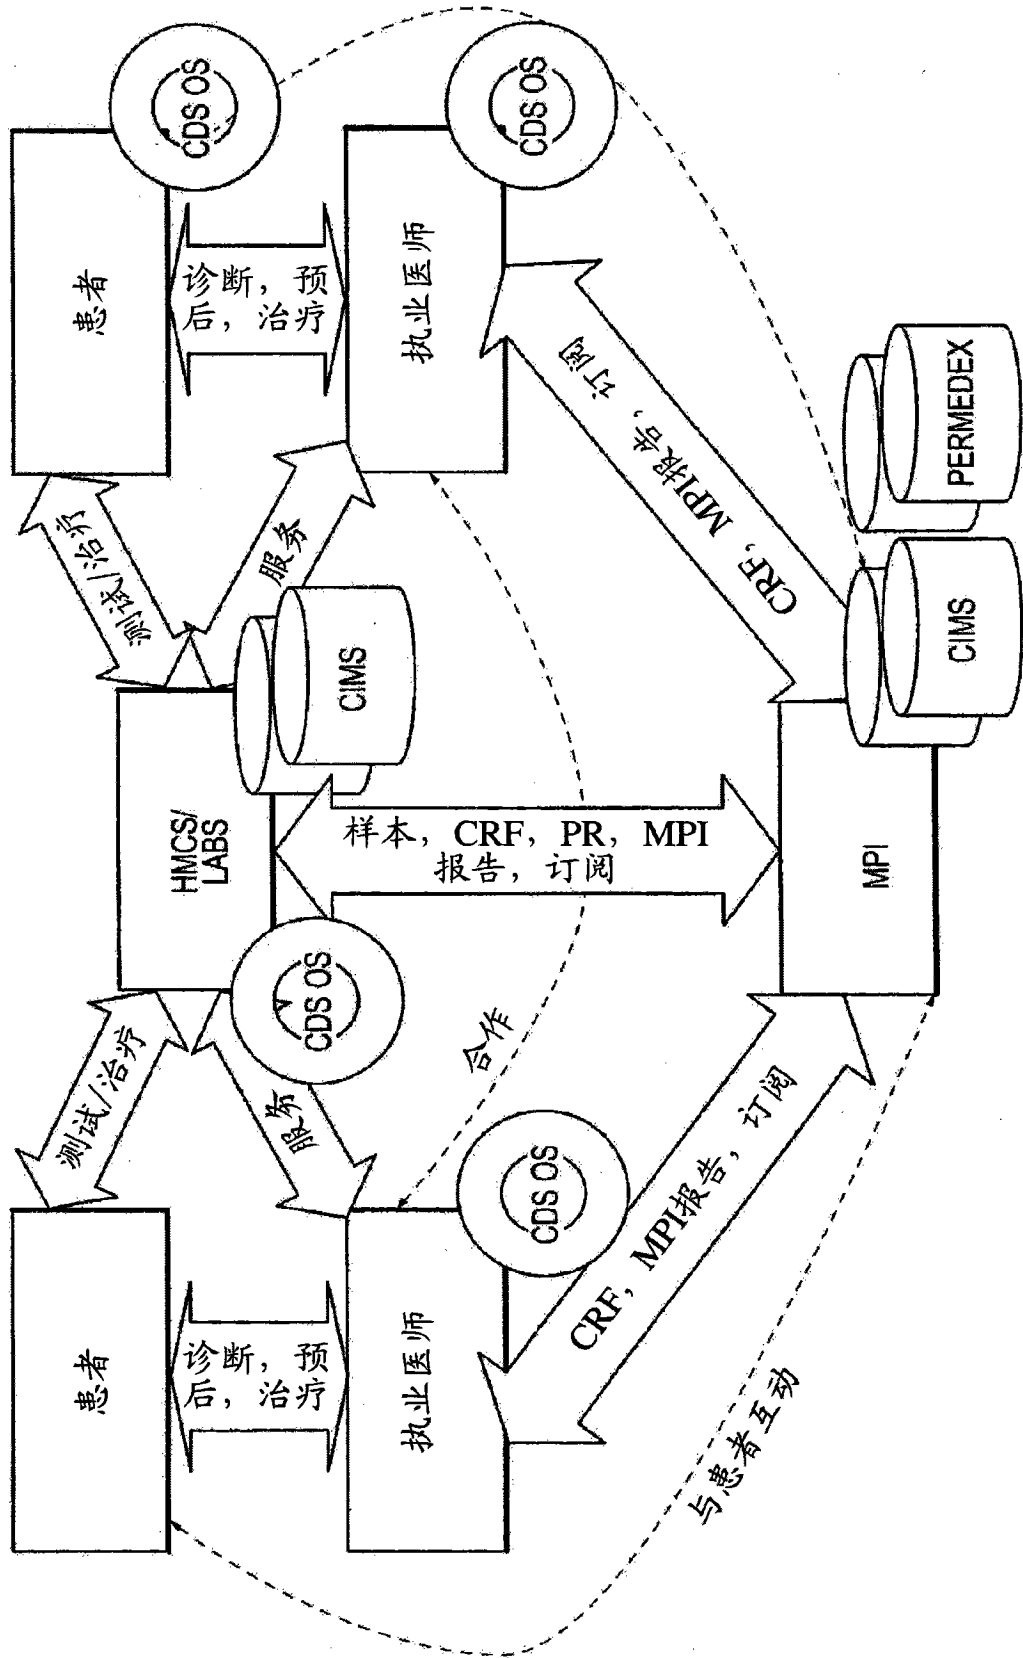 患者
CDS OS
诊断，预
后，治疗
执业医师
CDS OS
测试/治疗
服务
CRF，MPI报告，订阅
HMCS/
LABS
CIMS
CDS OS
样本，CRF，PR，MPI
报告，订阅
MPI
CIMS
PERMEDEX
测试/治疗
服务
合作
患者
诊断，预
后，治疗
执业医师
CDS OS
CRF，MPI报告，订阅
与患者互动